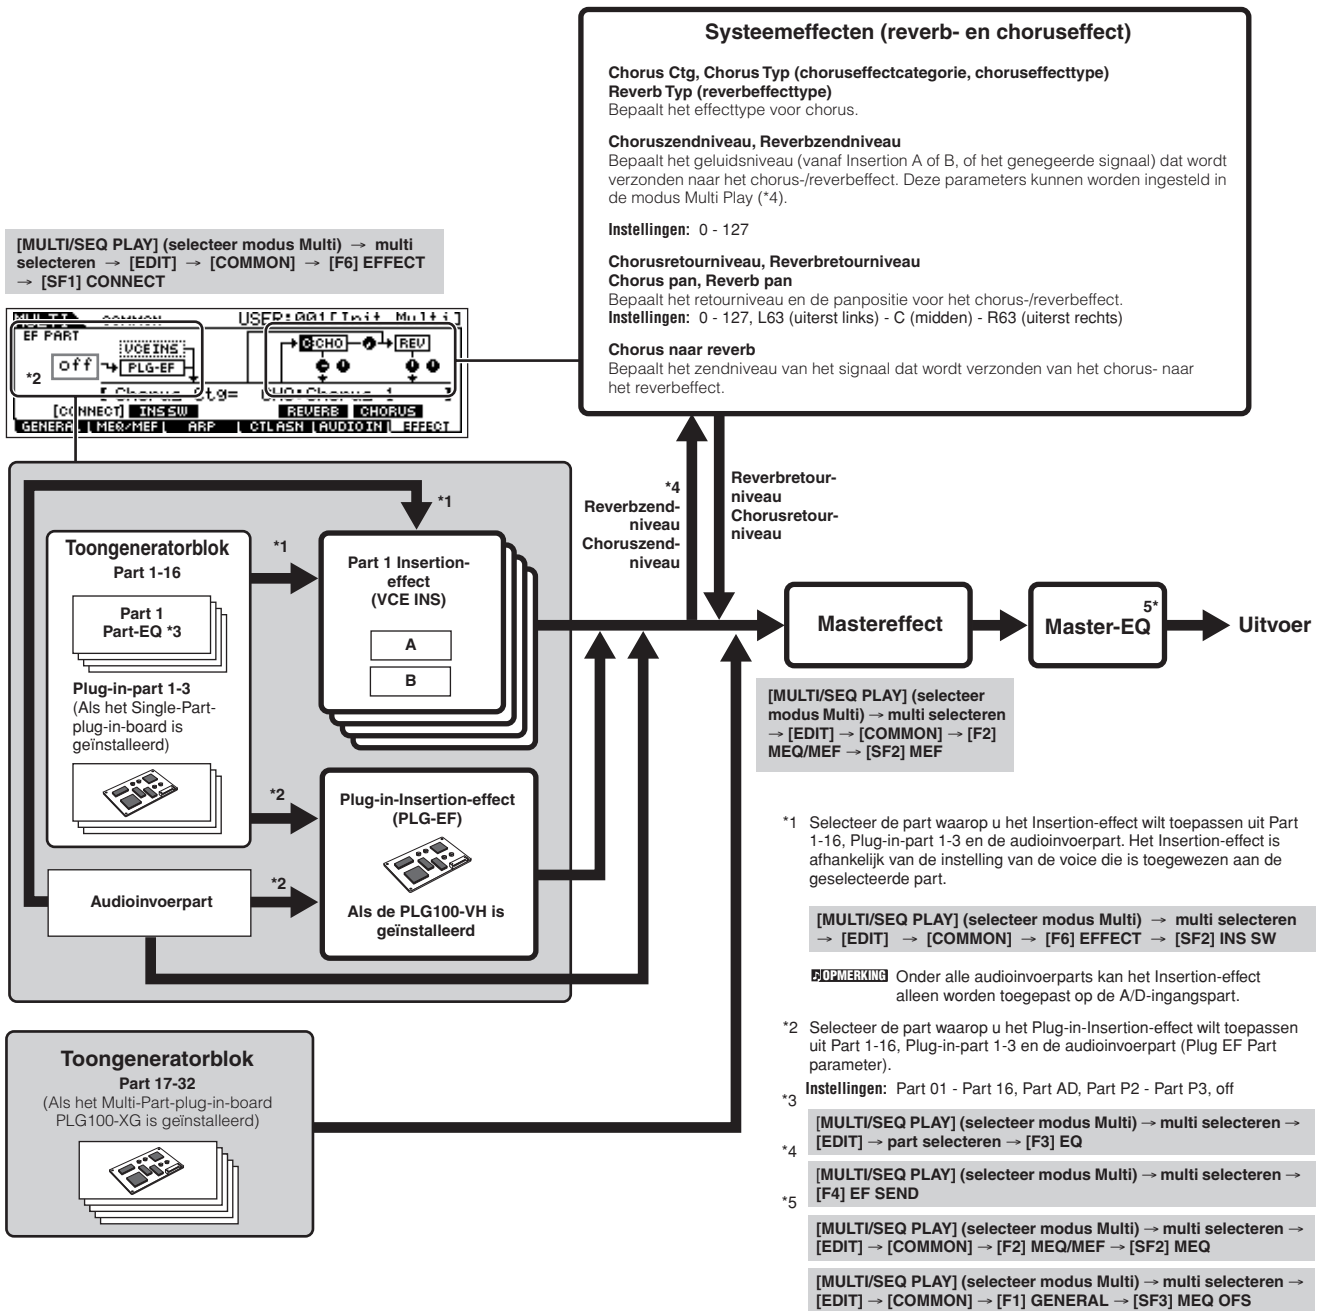 Systeemeffecten (reverb- en choruseffect)
Chorus Ctg, Chorus Typ (choruseffectcategorie, choruseffecttype)
Reverb Typ (reverbeffecttype)
Bepaalt het effecttype voor chorus.
Choruszendniveau, Reverbzendniveau
Bepaalt het geluidsniveau (vanaf Insertion A of B, of het genegeerde signaal) dat wordt
verzonden naar het chorus-/reverbeffect. Deze parameters kunnen worden ingesteld in
de modus Multi Play (*4).
Instellingen: 0 - 127
Chorusretourniveau, Reverbretourniveau
Chorus pan, Reverb pan
Bepaalt het retourniveau en de panpositie voor het chorus-/reverbeffect.
Instellingen: 0 - 127, L63 (uiterst links) - C (midden) - R63 (uiterst rechts)
Chorus naar reverb
Bepaalt het zendniveau van het signaal dat wordt verzonden van het chorus- naar
het reverbeffect.
[MULTI/SEQ PLAY] (selecteer modus Multi) → multi
selecteren → [EDIT] → [COMMON] → [F6] EFFECT
→ [SF1] CONNECT
MULTI COMMON USER:001[Init Multi]
EF PART
VCE INS
off PLG-EF
*2
CHO REV
[ Chorus Ctg= CHO:Chorus 1 ]
[CONNECT] INS SW REVERB CHORUS
GENERAL MEQ/MEF ARP CTLASN AUDIO IN EFFECT
*1
Toongeneratorblok
Part 1-16
Part 1
Part-EQ *3
Plug-in-part 1-3
(Als het Single-Part-
plug-in-board is
geïnstalleerd)
*1
Part 1 Insertion-
effect
(VCE INS)
A
B
*2
Plug-in-Insertion-effect
(PLG-EF)
Als de PLG100-VH is
geïnstalleerd
Audioinvoerpart
*2
*4
Reverbzend-
niveau
Choruszend-
niveau
Reverbretour-
niveau
Chorusretour-
niveau
Mastereffect
5*
Master-EQ
Uitvoer
[MULTI/SEQ PLAY] (selecteer
modus Multi) → multi selecteren
→ [EDIT] → [COMMON] → [F2]
MEQ/MEF → [SF2] MEF
Toongeneratorblok
Part 17-32
(Als het Multi-Part-plug-in-board
PLG100-XG is geïnstalleerd)
*1 Selecteer de part waarop u het Insertion-effect wilt toepassen uit Part
1-16, Plug-in-part 1-3 en de audioinvoerpart. Het Insertion-effect is
afhankelijk van de instelling van de voice die is toegewezen aan de
geselecteerde part.
[MULTI/SEQ PLAY] (selecteer modus Multi) → multi selecteren
→ [EDIT] → [COMMON] → [F6] EFFECT → [SF2] INS SW
OPMERKING Onder alle audioinvoerparts kan het Insertion-effect
alleen worden toegepast op de A/D-ingangspart.
*2 Selecteer de part waarop u het Plug-in-Insertion-effect wilt toepassen
uit Part 1-16, Plug-in-part 1-3 en de audioinvoerpart (Plug EF Part
parameter).
Instellingen: Part 01 - Part 16, Part AD, Part P2 - Part P3, off
*3
[MULTI/SEQ PLAY] (selecteer modus Multi) → multi selecteren →
[EDIT] → part selecteren → [F3] EQ
*4
[MULTI/SEQ PLAY] (selecteer modus Multi) → multi selecteren →
[F4] EF SEND
*5
[MULTI/SEQ PLAY] (selecteer modus Multi) → multi selecteren →
[EDIT] → [COMMON] → [F2] MEQ/MEF → [SF2] MEQ
[MULTI/SEQ PLAY] (selecteer modus Multi) → multi selecteren →
[EDIT] → [COMMON] → [F1] GENERAL → [SF3] MEQ OFS